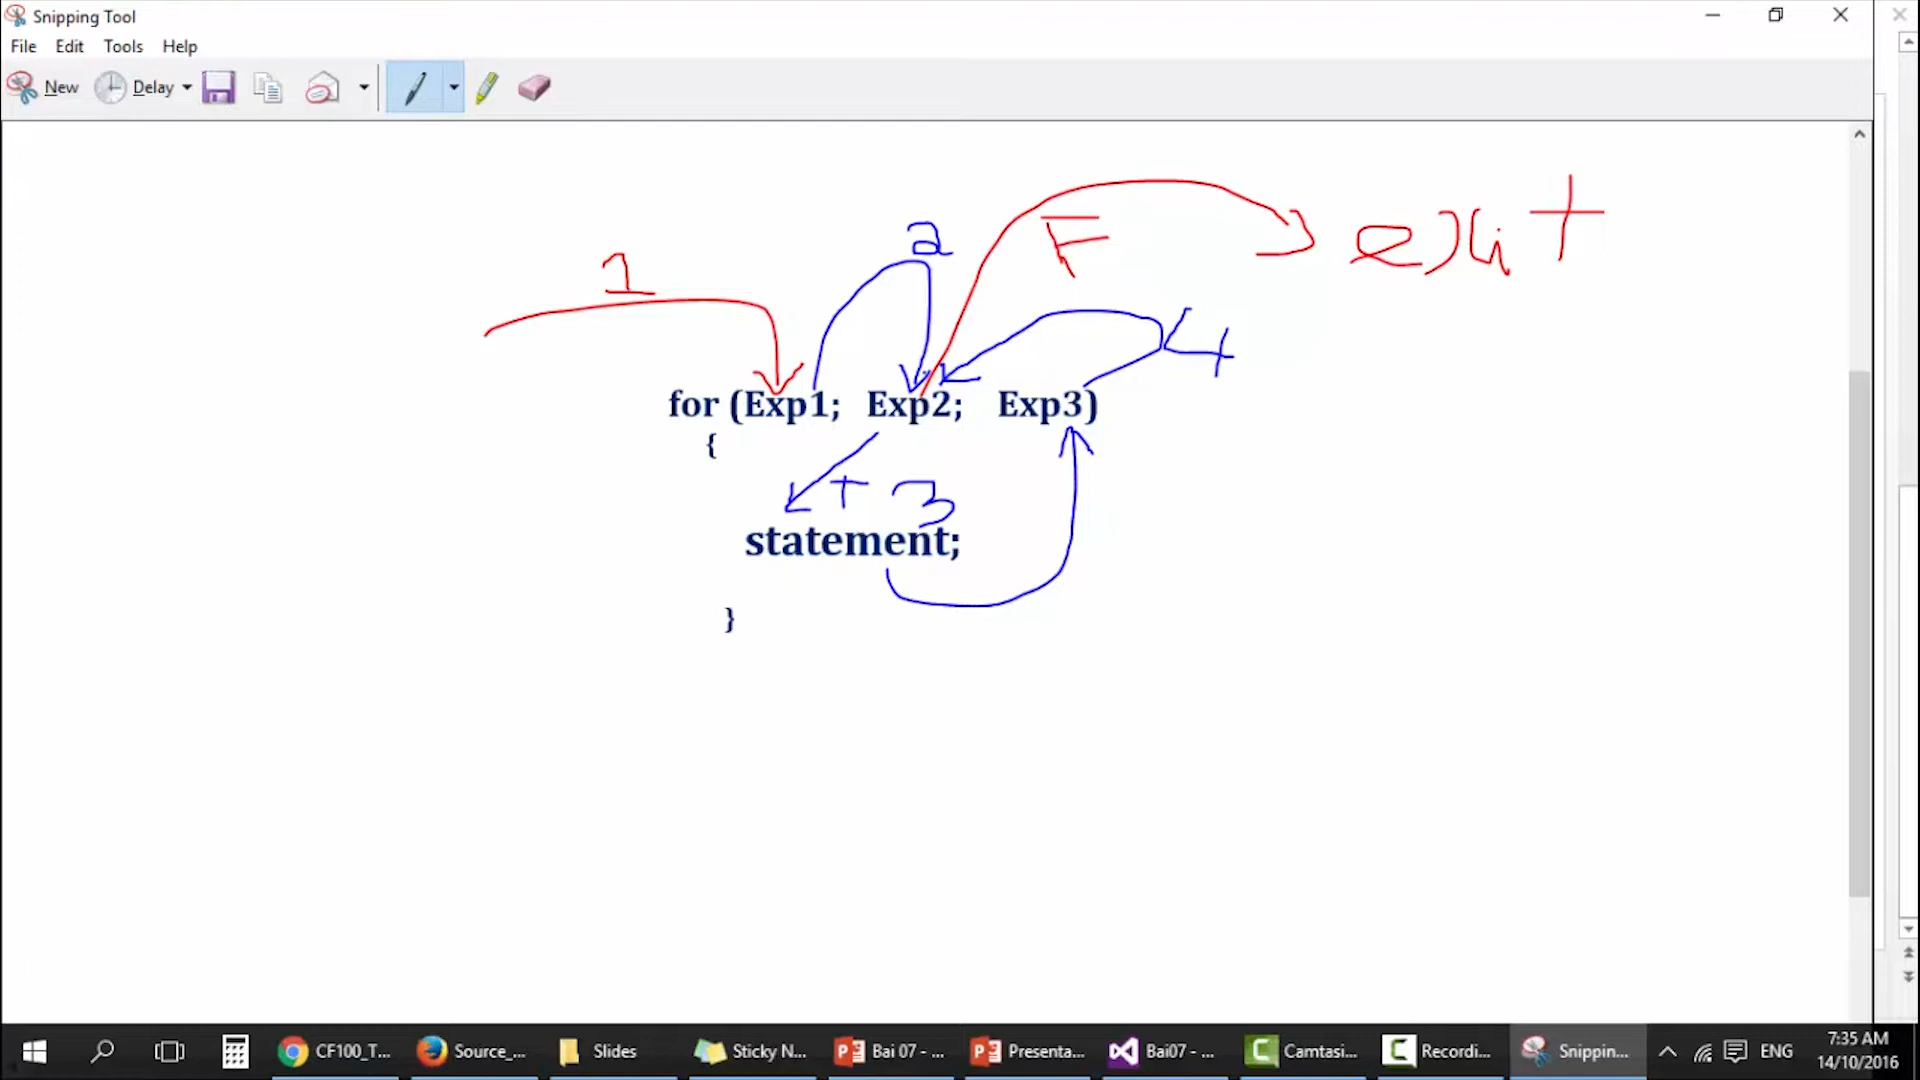 Snipping Tool
File Edit Tools Help
New Delay
F exit
2
1
4
for (Exp1; Exp2; Exp3)
{
T 3
statement;
}
CF100_T... Source_... Slides Sticky N... Bai 07 - ... Presenta... Bai07 - ... Camtasi... Recordi... Snippin... ENG 7:35 AM
14/10/2016